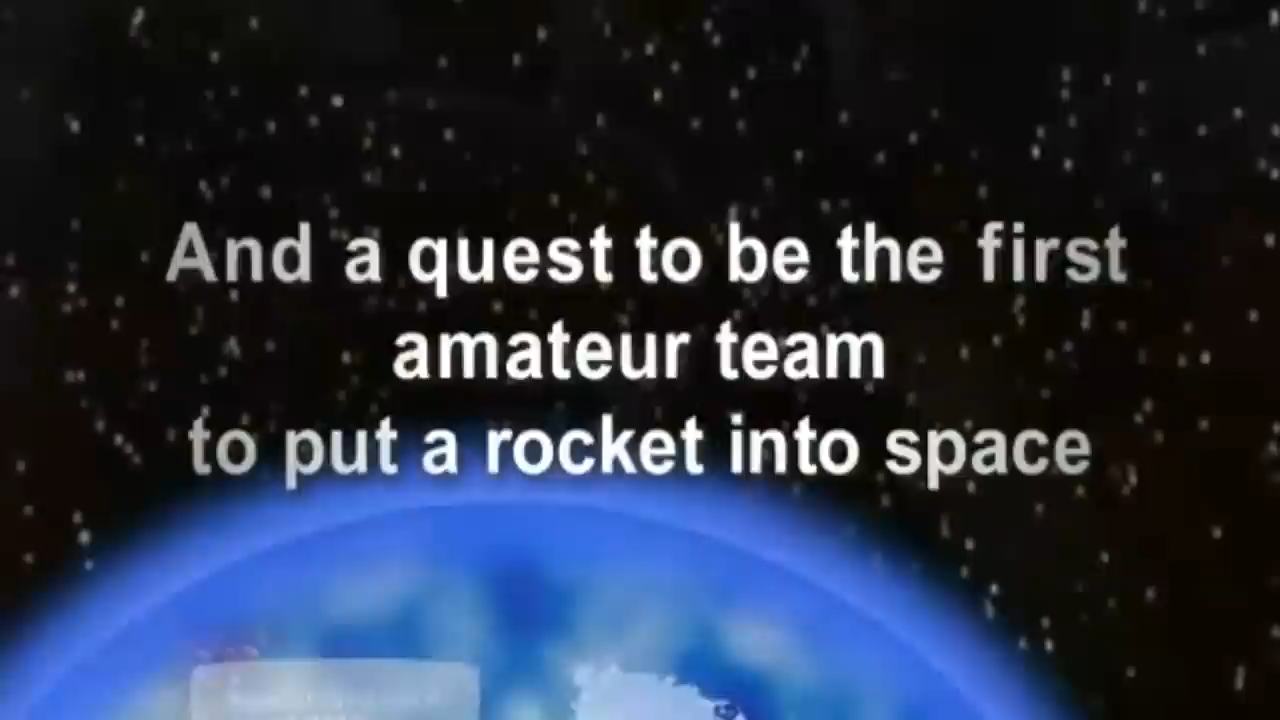 And a quest to be the first
amateur team
to put a rocket into space